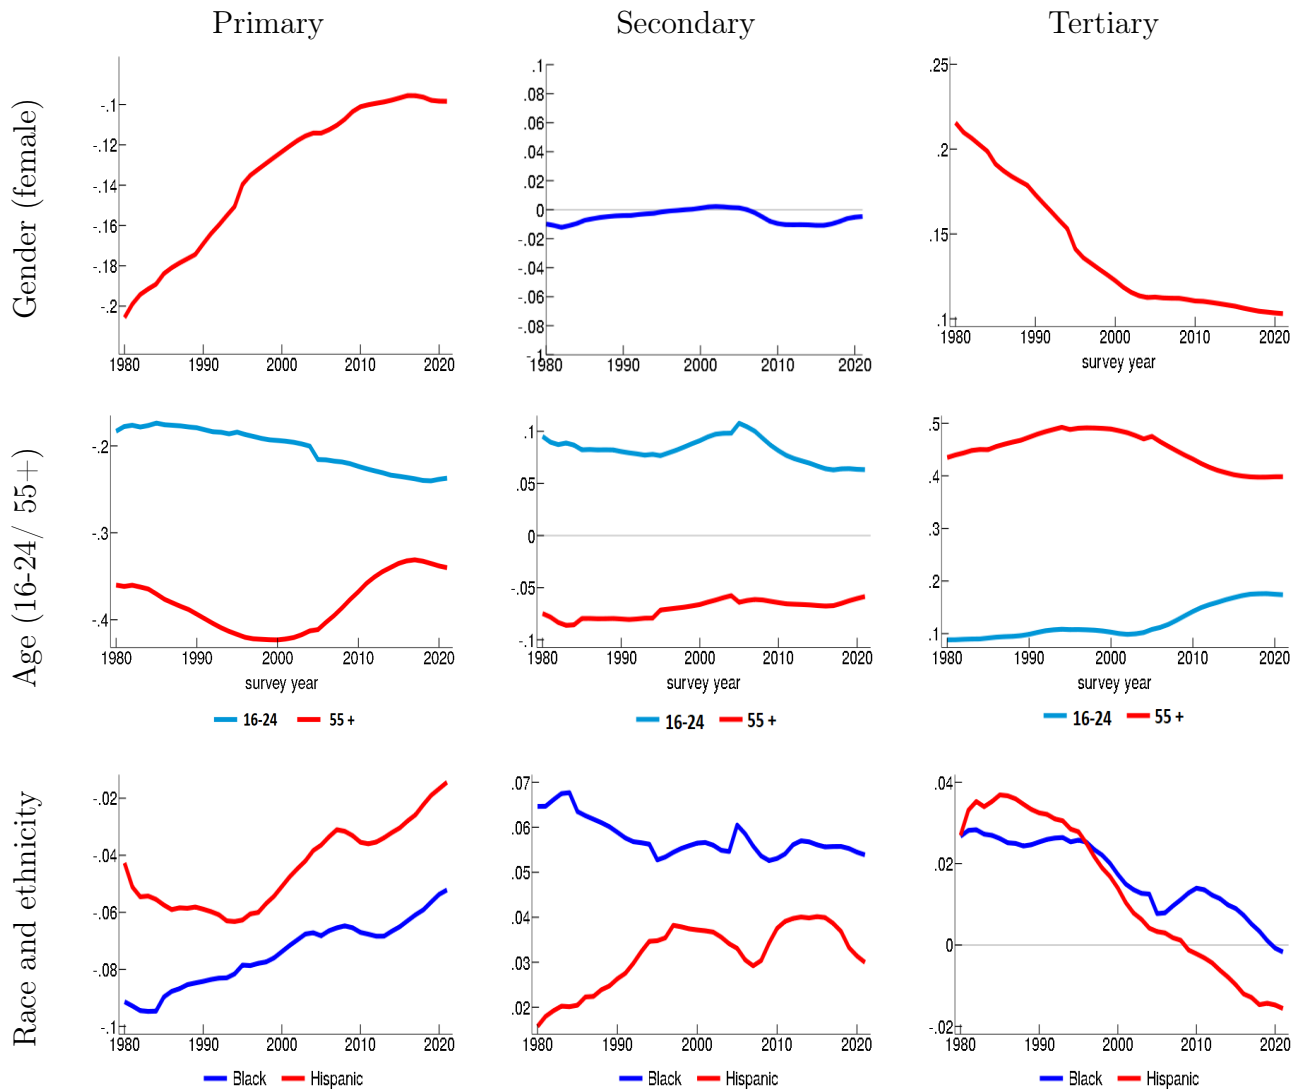 Primary Secondary Tertiary
Gender (female)
-.1
-.12
-.14
-.16
-.18
-.2
1980 1990 2000 2010 2020
.1
.08
.06
.04
.02
0
-.02
-.04
-.06
-.08
-.1
1980 1990 2000 2010 2020
.25
.2
.15
.1
1980 1990 2000 2010 2020
survey year
Age (16-24/ 55+)
-.2
-.3
-.4
1980 1990 2000 2010 2020
survey year
16-24 55 +
.1
.05
0
-.05
-.1
1980 1990 2000 2010 2020
survey year
16-24 55 +
.5
.4
.3
.2
.1
1980 1990 2000 2010 2020
survey year
16-24 55 +
Race and ethnicity
-.02
-.04
-.06
-.08
-.1
1980 1990 2000 2010 2020
Black Hispanic
.07
.06
.05
.04
.03
.02
1980 1990 2000 2010 2020
Black Hispanic
.04
.02
0
-.02
1980 1990 2000 2010 2020
Black Hispanic